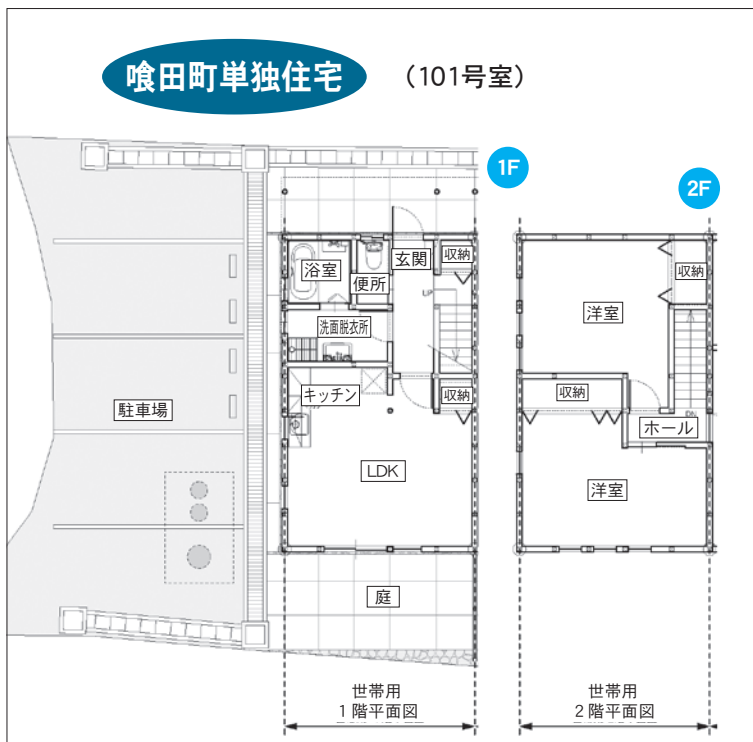 喰田町単独住宅
(101号室)
1F
2F
浴室
便所
玄関
収納
UP
洗面脱衣所
キッチン
収納
LDK
駐車場
庭
収納
洋室
収納
DN
ホール
洋室
世帯用
1階平面図
世帯用
2階平面図